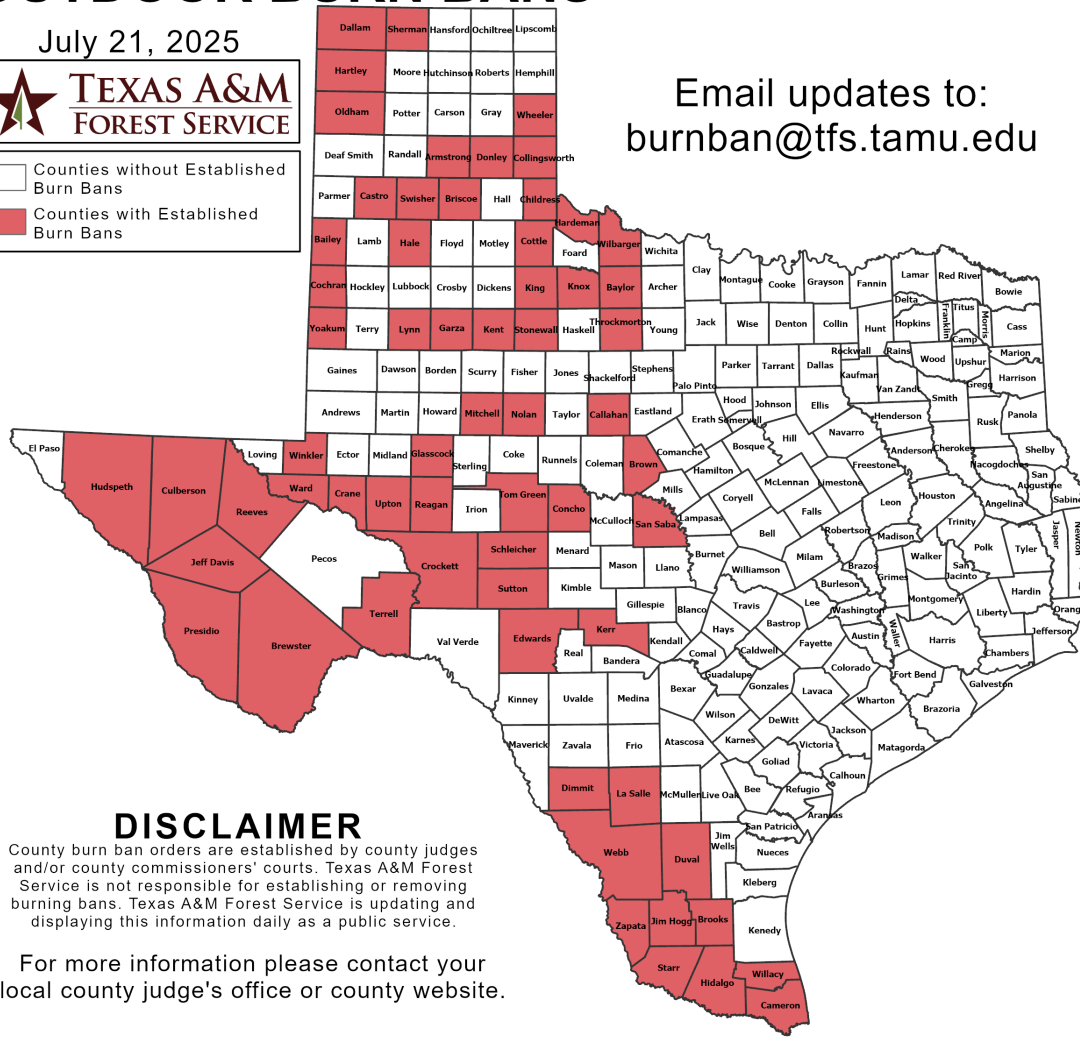 July 21, 2025
TEXAS A&M
FOREST SERVICE
Counties without Established
Burn Bans
Counties with Established
Burn Bans
Email updates to:
burnban@tfs.tamu.edu
Dallam Sherman Hansford Ochiltree Lipscomb
Hartley Moore Hutchinson Roberts Hemphill
Oldham Potter Carson Gray Wheeler
Deaf Smith Randall Armstrong Donley Collingsworth
Parmer Castro Swisher Briscoe Hall Childress
Hardeman
Bailey Lamb Hale Floyd Motley Cottle Foard Wilbarger Wichita
Clay Montague Cooke Grayson Fannin Lamar Red River Bowie
Cochran Hockley Lubbock Crosby Dickens King Knox Baylor Archer
Delta Franklin Titus Morris
Yoakum Terry Lynn Garza Kent Stonewall Haskell Throckmorton Young Jack Wise Denton Collin Hunt Hopkins Camp Cass
Rockwall Rains Wood Upshur Marion
Gaines Dawson Borden Scurry Fisher Jones Shackelford Stephens Palo Pinto Parker Tarrant Dallas Kaufman Van Zandt Smith Gregg Harrison
Andrews Martin Howard Mitchell Nolan Taylor Callahan Eastland Erath Hood Somervell Johnson Ellis Henderson Rusk Panola
El Paso Loving Winkler Ector Midland Glasscock Sterling Coke Runnels Coleman Brown Comanche Hamilton Bosque Hill Navarro Freestone Anderson Cherokee Nacogdoches Shelby
San
Augustine Sabine
Hudspeth Culberson Reeves Ward Crane Upton Reagan Irion Tom Green Concho McCulloch San Saba Mills Lampasas Coryell McLennan Limestone Falls Leon Houston Angelina
Trinity Jasper Newton
Jeff Davis Pecos Crockett Schleicher Menard Mason Llano Burnet Bell Milam Robertson Madison Walker Polk Tyler
San
Jacinto
Sutton Kimble Williamson Brazos Burleson Grimes Montgomery Liberty Hardin Orang
Presidio Brewster Terrell Val Verde Edwards Kerr Gillespie Blanco Travis Lee Washington Bastrop Hays Fayette Austin Waller Harris Jefferson
Real Bandera Kendall Comal Caldwell Guadalupe Colorado Fort Bend Chambers Galveston
Kinney Uvalde Medina Bexar Gonzales Lavaca Wharton Brazoria
Wilson DeWitt Jackson
Maverick Zavala Frio Atascosa Karnes Victoria Matagorda
Goliad Calhoun
Dimmit La Salle McMullen Live Oak Bee Refugio
Aransas
San Patricio
Webb Duval Jim
Wells Nueces
Kleberg
Zapata Jim Hogg Brooks Kenedy
Starr Hidalgo Willacy
Cameron
DISCLAIMER
County burn ban orders are established by county judges
and/or county commissioners' courts. Texas A&M Forest
Service is not responsible for establishing or removing
burning bans. Texas A&M Forest Service is updating and
displaying this information daily as a public service.
For more information please contact your
local county judge's office or county website.